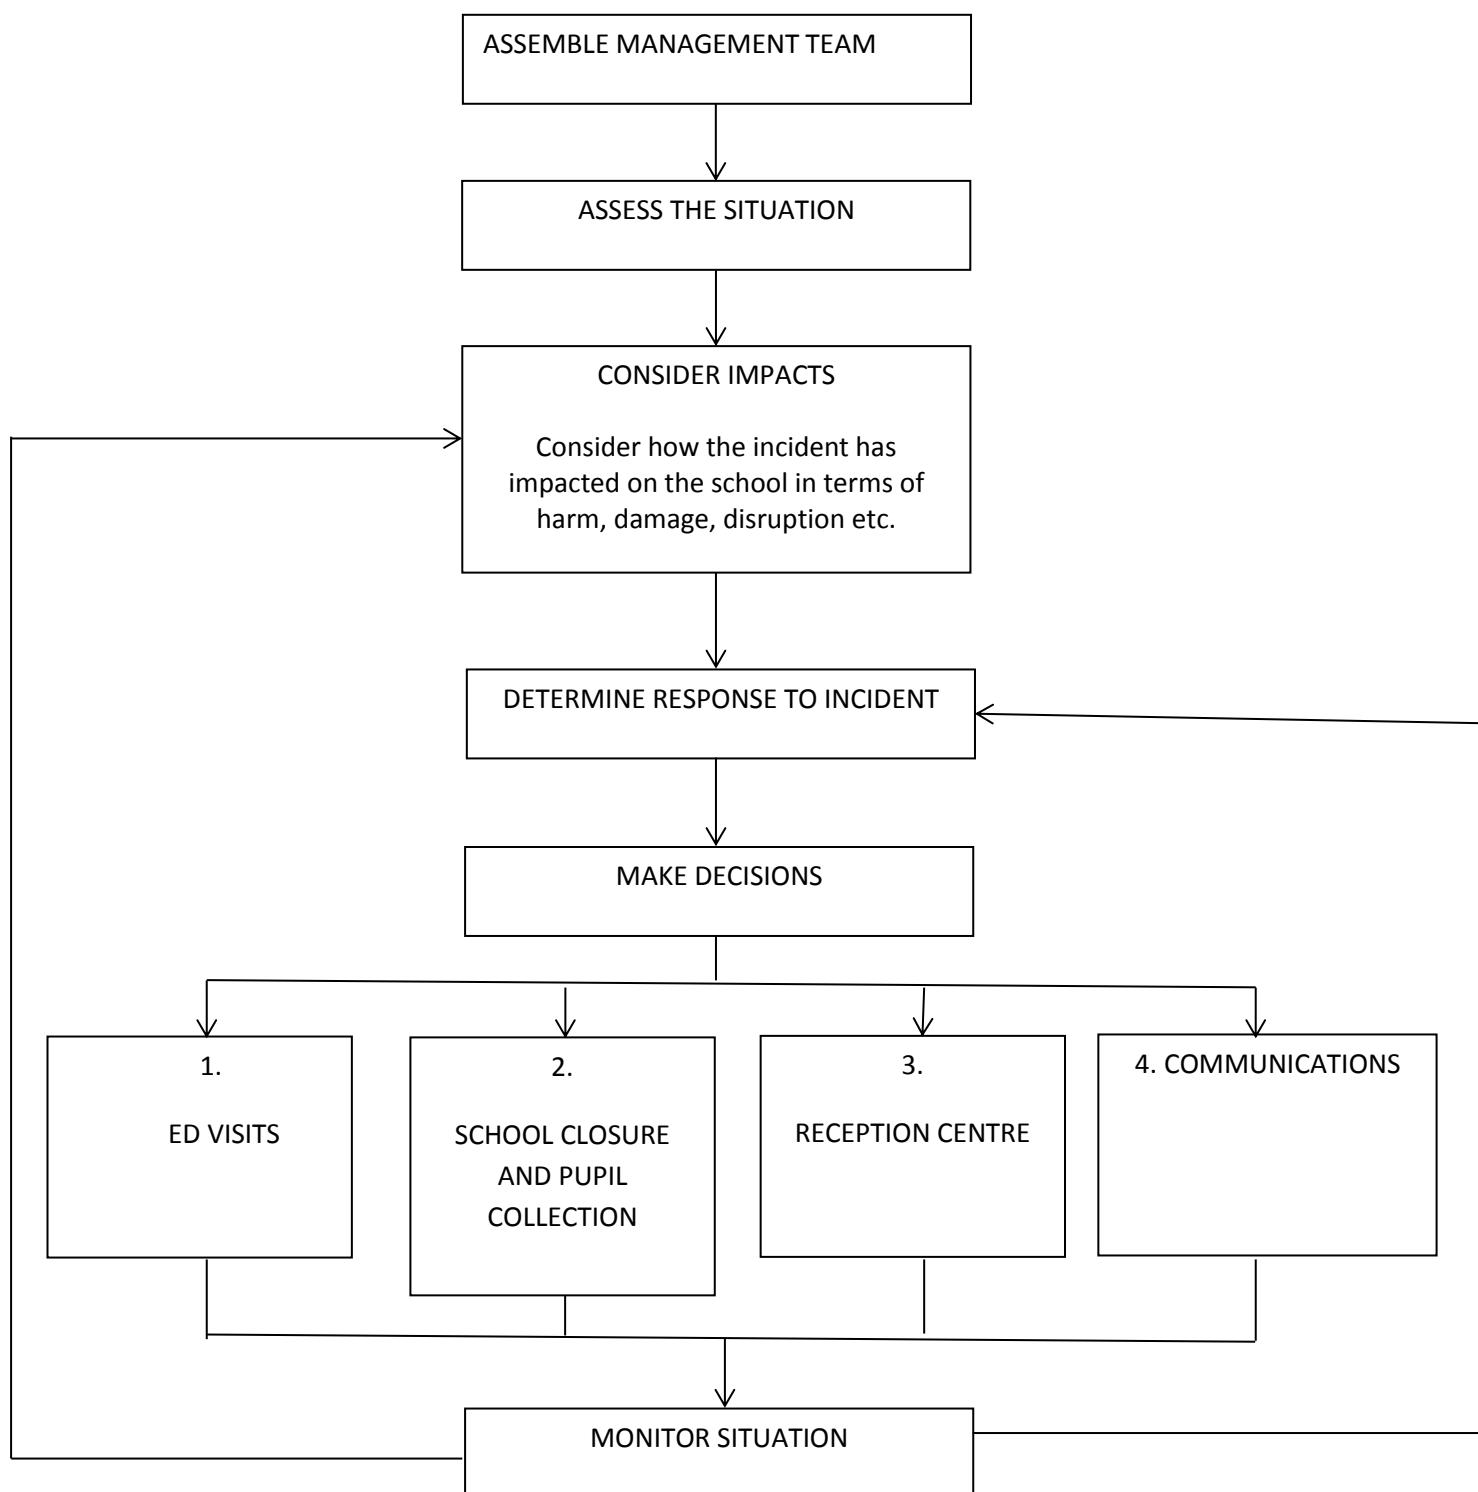 ASSEMBLE MANAGEMENT TEAM
ASSESS THE SITUATION
CONSIDER IMPACTS
Consider how the incident has
impacted on the school in terms of
harm, damage, disruption etc.
DETERMINE RESPONSE TO INCIDENT
MAKE DECISIONS
1.
ED VISITS
2.
SCHOOL CLOSURE
AND PUPIL
COLLECTION
3.
RECEPTION CENTRE
4. COMMUNICATIONS
MONITOR SITUATION